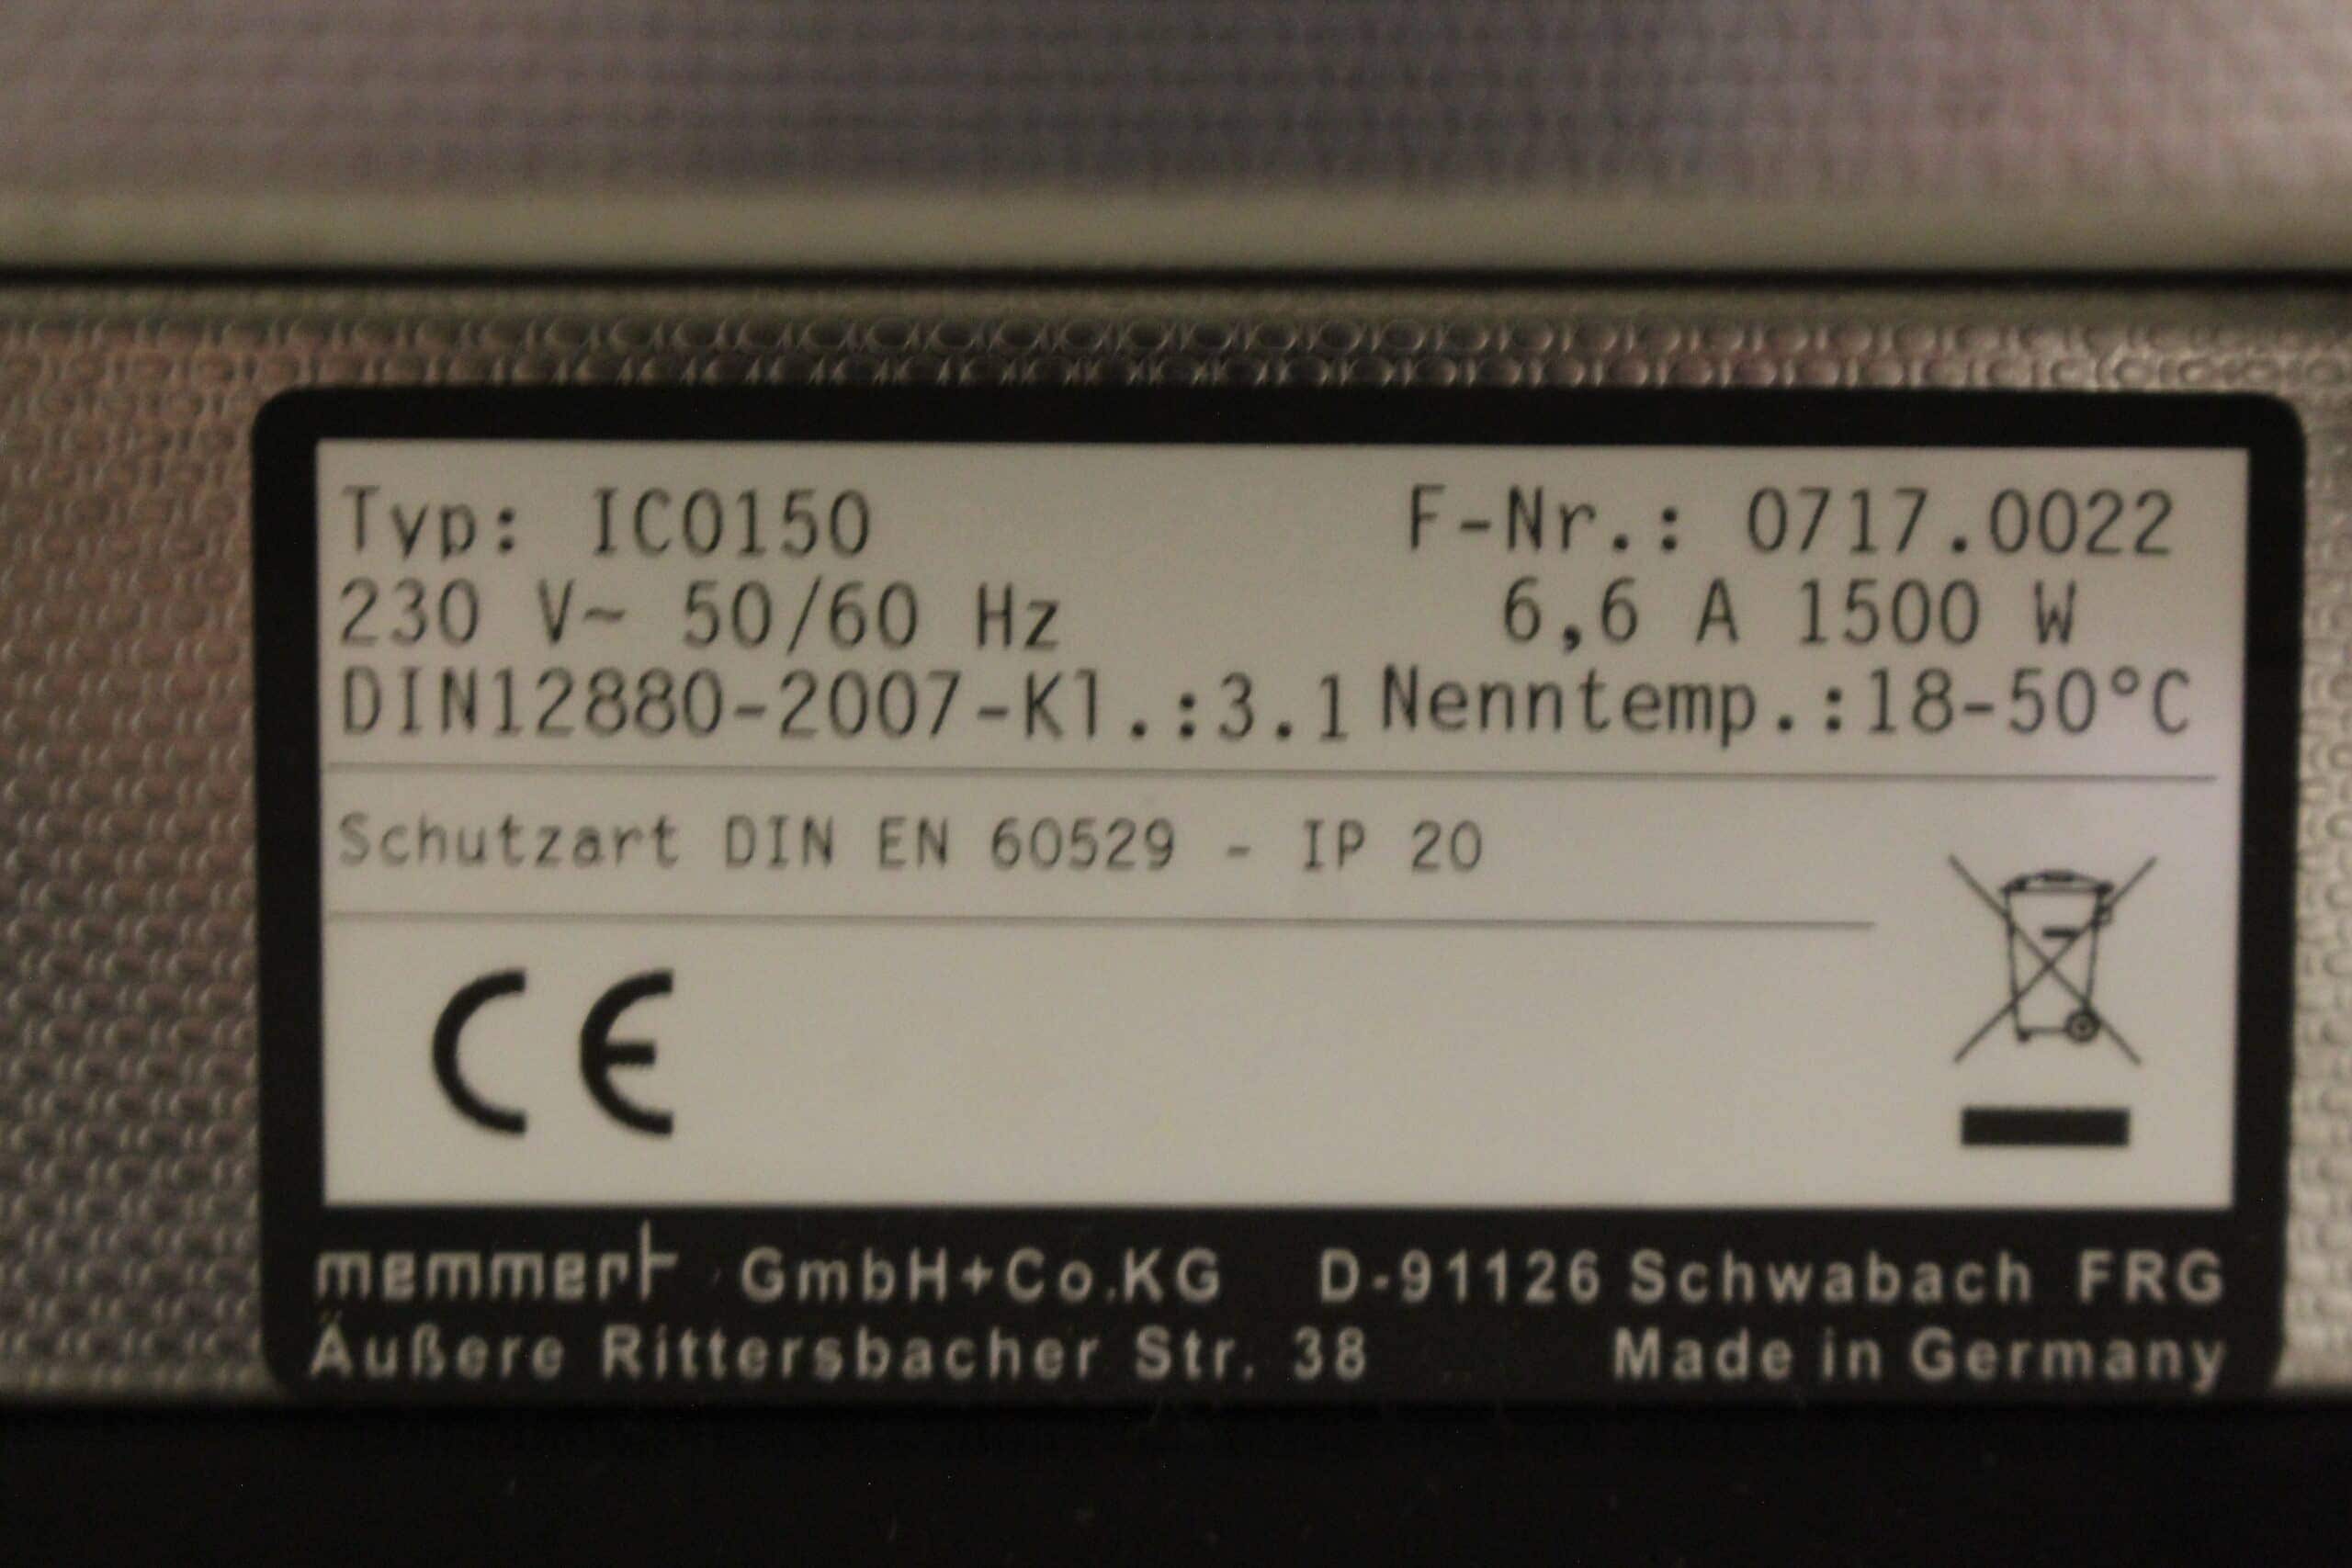 Typ: ICO150 F-Nr.: 0717.0022
230 V~ 50/60 Hz 6,6 A 1500 W
DIN12880-2007-Kl.:3.1 Nenntemp.:18-50°C
Schutzart DIN EN 60529 - IP 20
CE
memmert GmbH+Co.KG D-91126 Schwabach FRG
Äußere Rittersbacher Str. 38 Made in Germany